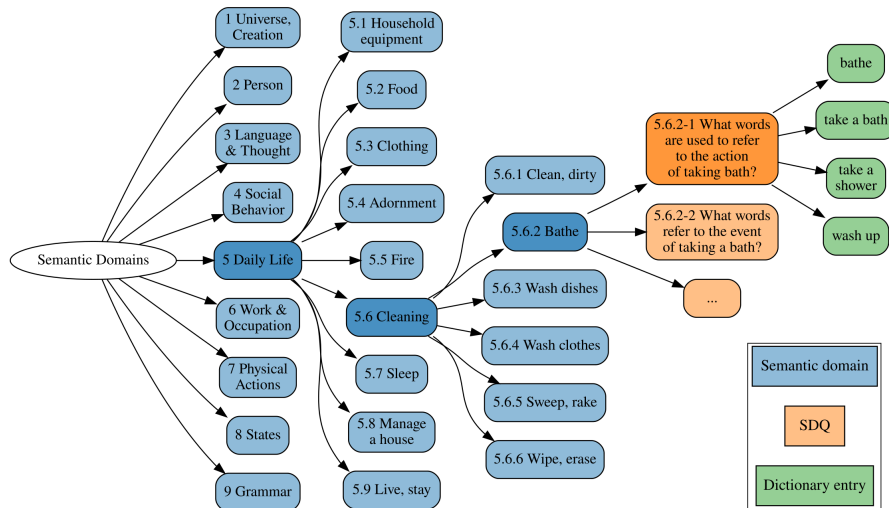 Semantic Domains
1 Universe,
Creation
2 Person
3 Language
& Thought
4 Social
Behavior
5 Daily Life
6 Work &
Occupation
7 Physical
Actions
8 States
9 Grammar
5.1 Household
equipment
5.2 Food
5.3 Clothing
5.4 Adornment
5.5 Fire
5.6 Cleaning
5.7 Sleep
5.8 Manage
a house
5.9 Live, stay
5.6.1 Clean, dirty
5.6.2 Bathe
5.6.3 Wash dishes
5.6.4 Wash clothes
5.6.5 Sweep, rake
5.6.6 Wipe, erase
5.6.2-1 What words
are used to refer
to the action
of taking bath?
5.6.2-2 What words
refer to the event
of taking a bath?
...
bathe
take a bath
take a
shower
wash up
Semantic domain
SDQ
Dictionary entry